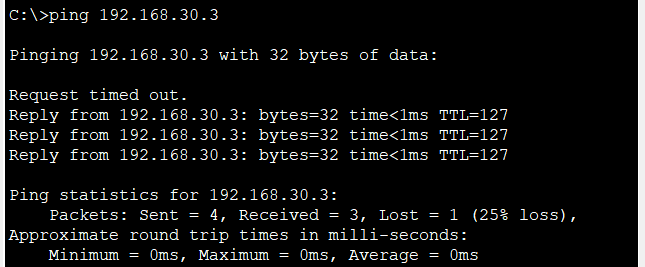 C:\>ping 192.168.30.3
Pinging 192.168.30.3 with 32 bytes of data:
Request timed out.
Reply from 192.168.30.3: bytes=32 time<1ms TTL=127
Reply from 192.168.30.3: bytes=32 time<1ms TTL=127
Reply from 192.168.30.3: bytes=32 time<1ms TTL=127
Ping statistics for 192.168.30.3:
Packets: Sent = 4, Received = 3, Lost = 1 (25% loss),
Approximate round trip times in milli-seconds:
Minimum = 0ms, Maximum = 0ms, Average = 0ms